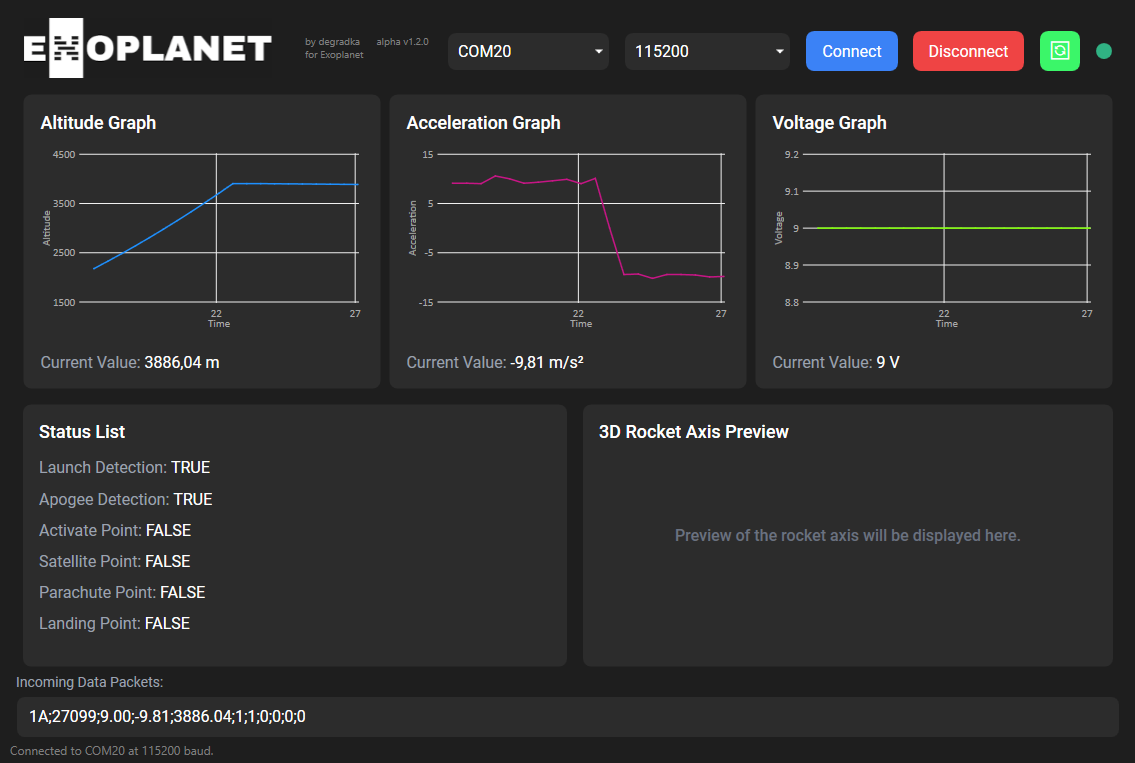 EXOPLANET
by degradka
for Exoplanet
alpha v1.2.0
COM20
115200
Connect
Disconnect
Altitude Graph
4500
3500
2500
1500
Altitude
22
27
Time
Current Value: 3886,04 m
Acceleration Graph
15
5
-5
-15
Acceleration
22
27
Time
Current Value: -9,81 m/s²
Voltage Graph
9.2
9.1
9
8.9
8.8
Voltage
22
27
Time
Current Value: 9 V
Status List
Launch Detection: TRUE
Apogee Detection: TRUE
Activate Point: FALSE
Satellite Point: FALSE
Parachute Point: FALSE
Landing Point: FALSE
3D Rocket Axis Preview
Preview of the rocket axis will be displayed here.
Incoming Data Packets:
1A;27099;9.00;-9.81;3886.04;1;1;0;0;0;0
Connected to COM20 at 115200 baud.